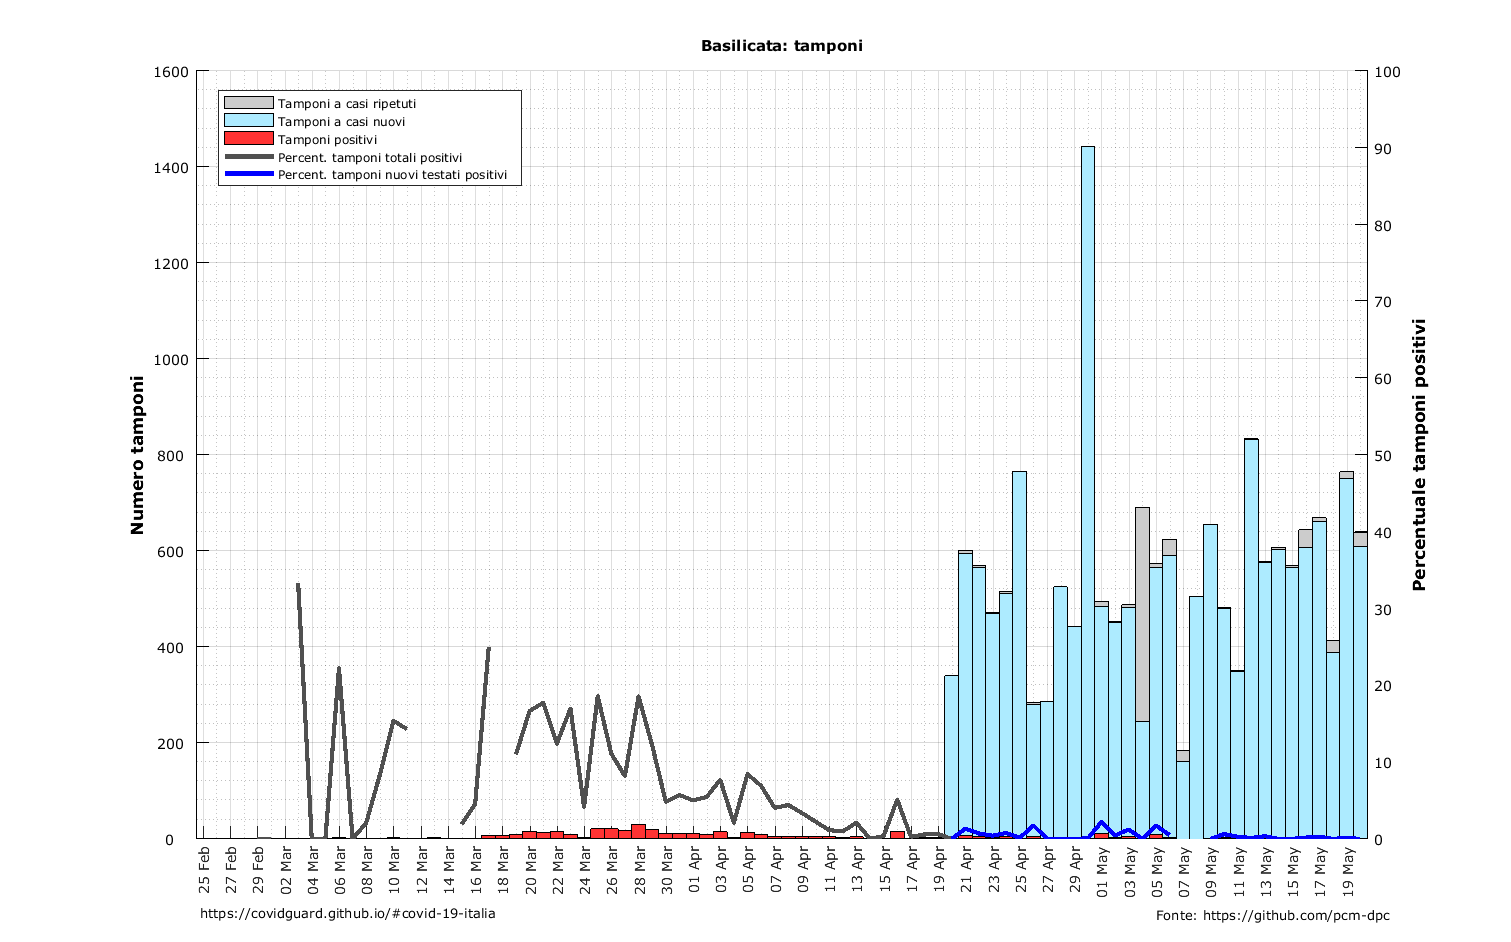 Basilicata: tamponi
Tamponi a casi ripetuti
Tamponi a casi nuovi
Tamponi positivi
Percent. tamponi totali positivi
Percent. tamponi nuovi testati positivi
Numero tamponi
1600
1400
1200
1000
800
600
400
200
0
100
90
80
70
60
50
40
30
20
10
0
Percentuale tamponi positivi
25 Feb
27 Feb
29 Feb
02 Mar
04 Mar
06 Mar
08 Mar
10 Mar
12 Mar
14 Mar
16 Mar
18 Mar
20 Mar
22 Mar
24 Mar
26 Mar
28 Mar
30 Mar
01 Apr
03 Apr
05 Apr
07 Apr
09 Apr
11 Apr
13 Apr
15 Apr
17 Apr
19 Apr
21 Apr
23 Apr
25 Apr
27 Apr
29 Apr
01 May
03 May
05 May
07 May
09 May
11 May
13 May
15 May
17 May
19 May
https://covidguard.github.io/#covid-19-italia
Fonte: https://github.com/pcm-dpc